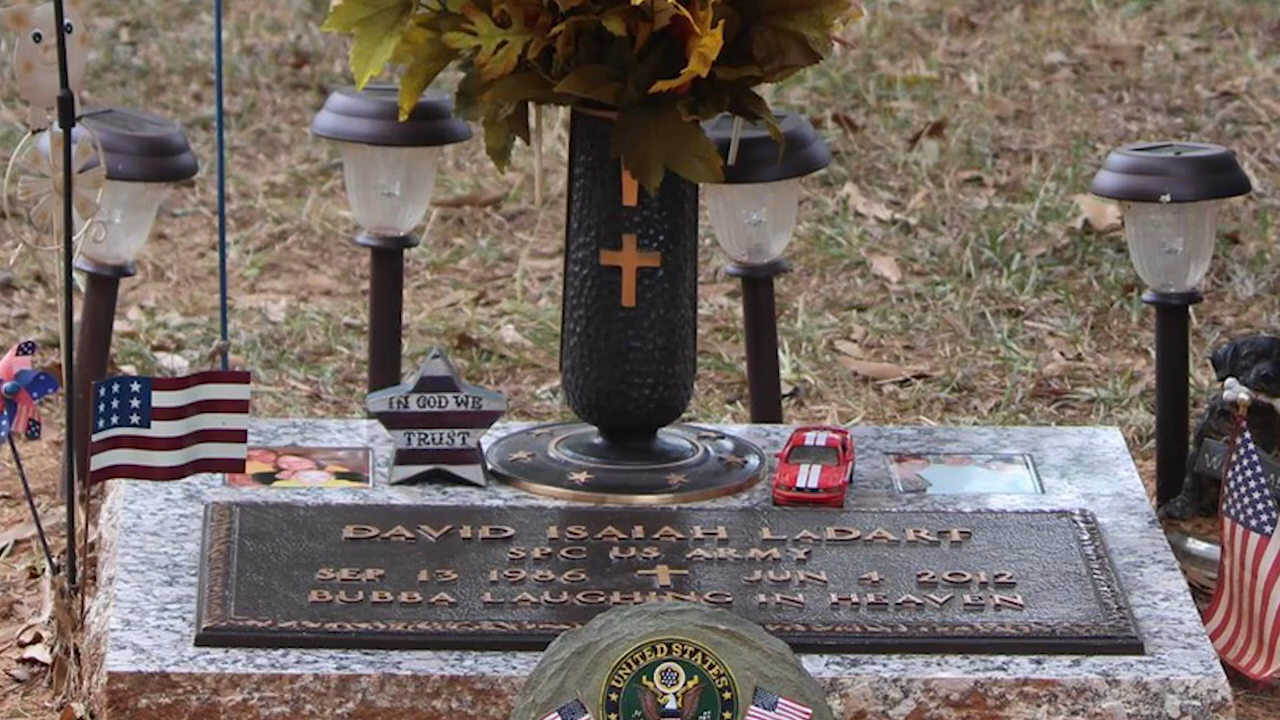 IN GOD WE
TRUST
DAVID ISAIAH LaDART
SPC US ARMY
SEP 13 1986 JUN 4 2012
BUBBA LAUGHING IN HEAVEN
UNITED STATES